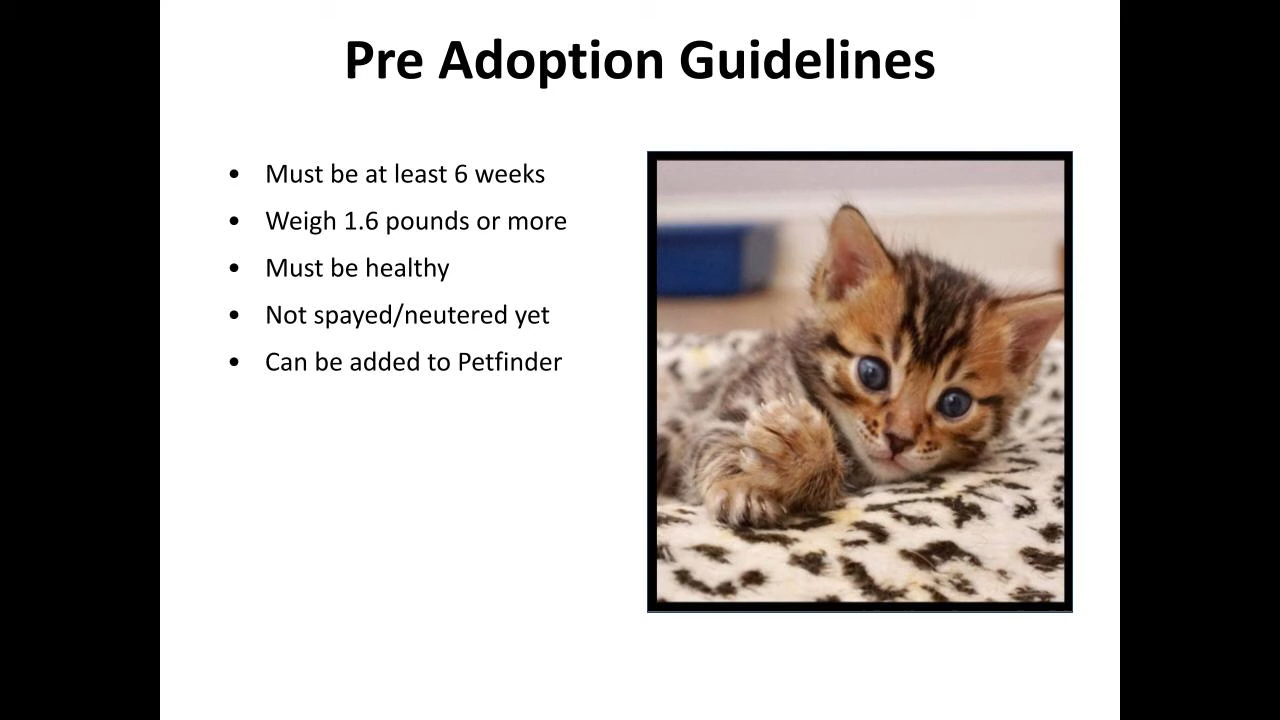 Pre Adoption Guidelines
• Must be at least 6 weeks
• Weigh 1.6 pounds or more
• Must be healthy
• Not spayed/neutered yet
• Can be added to Petfinder